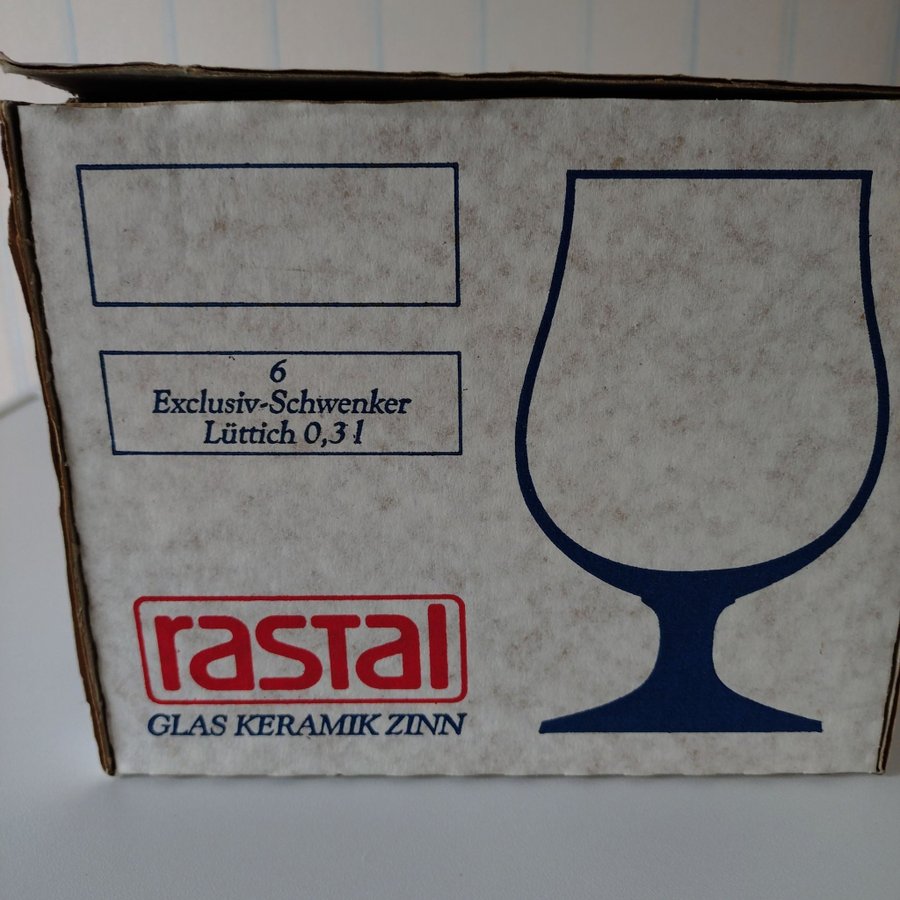 6
Exclusiv-Schwenker
Lüttich 0,3 l
rastal
GLAS KERAMIK ZINN